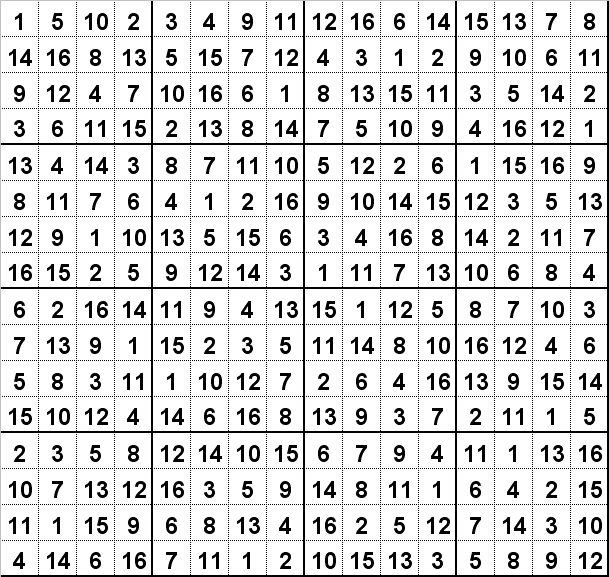 1 5 10 2 3 4 9 11 12 16 6 14 15 13 7 8
14 16 8 13 5 15 7 12 4 3 1 2 9 10 6 11
9 12 4 7 10 16 6 1 8 13 15 11 3 5 14 2
3 6 11 15 2 13 8 14 7 5 10 9 4 16 12 1
13 4 14 3 8 7 11 10 5 12 2 6 1 15 16 9
8 11 7 6 4 1 2 16 9 10 14 15 12 3 5 13
12 9 1 10 13 5 15 6 3 4 16 8 14 2 11 7
16 15 2 5 9 12 14 3 1 11 7 13 10 6 8 4
6 2 16 14 11 9 4 13 15 1 12 5 8 7 10 3
7 13 9 1 15 2 3 5 11 14 8 10 16 12 4 6
5 8 3 11 1 10 12 7 2 6 4 16 13 9 15 14
15 10 12 4 14 6 16 8 13 9 3 7 2 11 1 5
2 3 5 8 12 14 10 15 6 7 9 4 11 1 13 16
10 7 13 12 16 3 5 9 14 8 11 1 6 4 2 15
11 1 15 9 6 8 13 4 16 2 5 12 7 14 3 10
4 14 6 16 7 11 1 2 10 15 13 3 5 8 9 12